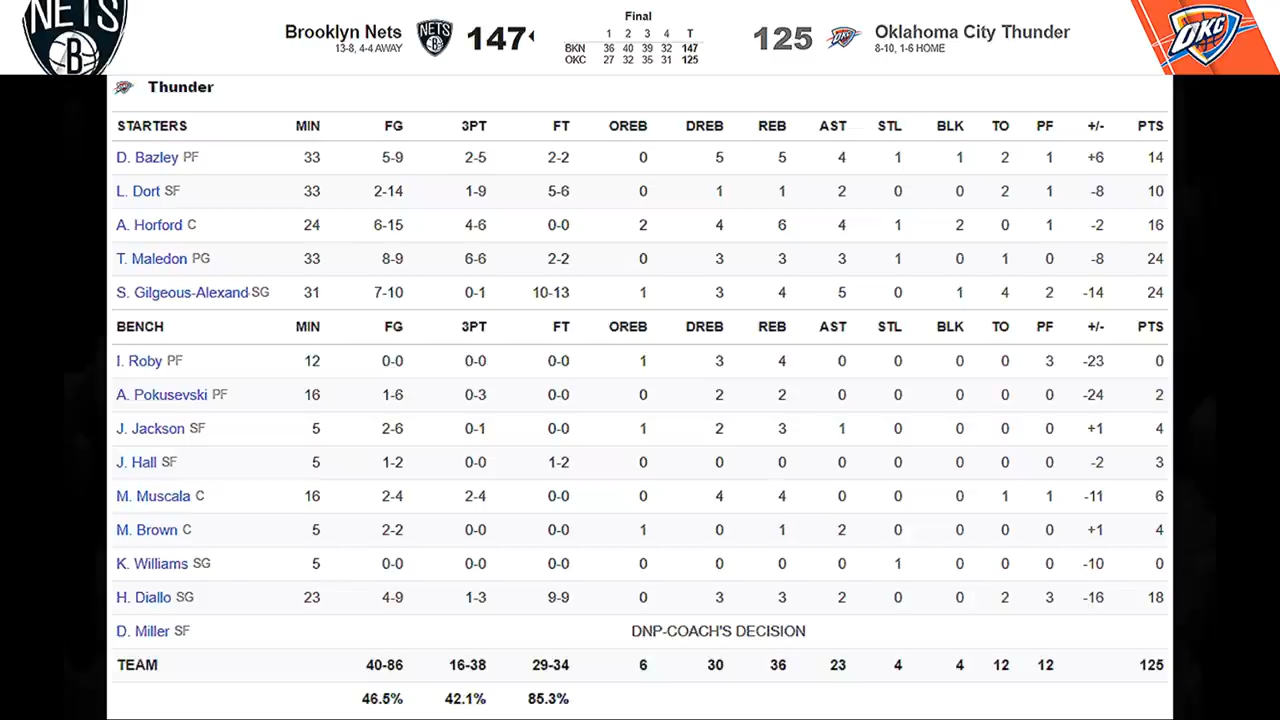 NETS
B
Brooklyn Nets
13-8, 4-4 AWAY
NETS
B
147
Final
1 2 3 4 T
BKN 36 40 39 32 147
OKC 27 32 35 31 125
125
Oklahoma City Thunder
8-10, 1-6 HOME
OKC
Thunder
STARTERS MIN FG 3PT FT OREB DREB REB AST STL BLK TO PF +/- PTS
D. Bazley PF 33 5-9 2-5 2-2 0 5 5 4 1 1 2 1 +6 14
L. Dort SF 33 2-14 1-9 5-6 0 1 1 2 0 0 2 1 -8 10
A. Horford C 24 6-15 4-6 0-0 2 4 6 4 1 2 0 1 -2 16
T. Maledon PG 33 8-9 6-6 2-2 0 3 3 3 1 0 1 0 -8 24
S. Gilgeous-Alexand SG 31 7-10 0-1 10-13 1 3 4 5 0 1 4 2 -14 24
BENCH MIN FG 3PT FT OREB DREB REB AST STL BLK TO PF +/- PTS
I. Roby PF 12 0-0 0-0 0-0 1 3 4 0 0 0 0 3 -23 0
A. Pokusevski PF 16 1-6 0-3 0-0 0 2 2 0 0 0 0 0 -24 2
J. Jackson SF 5 2-6 0-1 0-0 1 2 3 1 0 0 0 0 +1 4
J. Hall SF 5 1-2 0-0 1-2 0 0 0 0 0 0 0 0 -2 3
M. Muscala C 16 2-4 2-4 0-0 0 4 4 0 0 0 1 1 -11 6
M. Brown C 5 2-2 0-0 0-0 1 0 1 2 0 0 0 0 +1 4
K. Williams SG 5 0-0 0-0 0-0 0 0 0 0 1 0 0 0 -10 0
H. Diallo SG 23 4-9 1-3 9-9 0 3 3 2 0 0 2 3 -16 18
D. Miller SF DNP-COACH'S DECISION
TEAM 40-86 16-38 29-34 6 30 36 23 4 4 12 12 125
46.5% 42.1% 85.3%